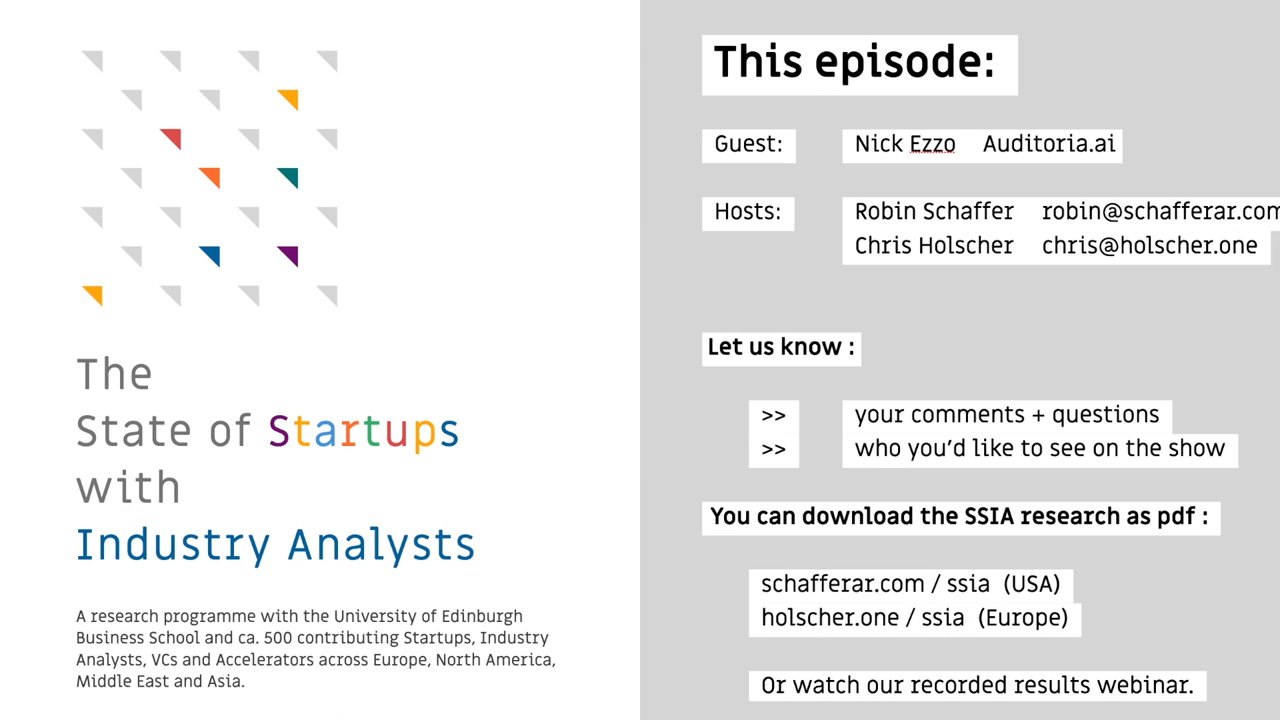 The
State of Startups
with
Industry Analysts
A research programme with the University of Edinburgh
Business School and ca. 500 contributing Startups, Industry
Analysts, VCs and Accelerators across Europe, North America,
Middle East and Asia.
This episode:
Guest: Nick Ezzo Auditoria.ai
Hosts: Robin Schaffer robin@schafferar.com
Chris Holscher chris@holscher.one
Let us know :
>> your comments + questions
>> who you’d like to see on the show
You can download the SSIA research as pdf :
schafferar.com / ssia (USA)
holscher.one / ssia (Europe)
Or watch our recorded results webinar.